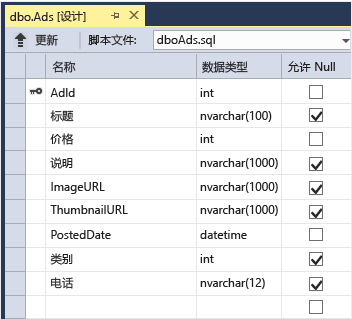 dbo.Ads [设计]
更新 脚本文件: dboAds.sql
名称 数据类型 允许 Null
AdId int
标题 nvarchar(100)
价格 int
说明 nvarchar(1000)
ImageURL nvarchar(1000)
ThumbnailURL nvarchar(1000)
PostedDate datetime
类别 int
电话 nvarchar(12)